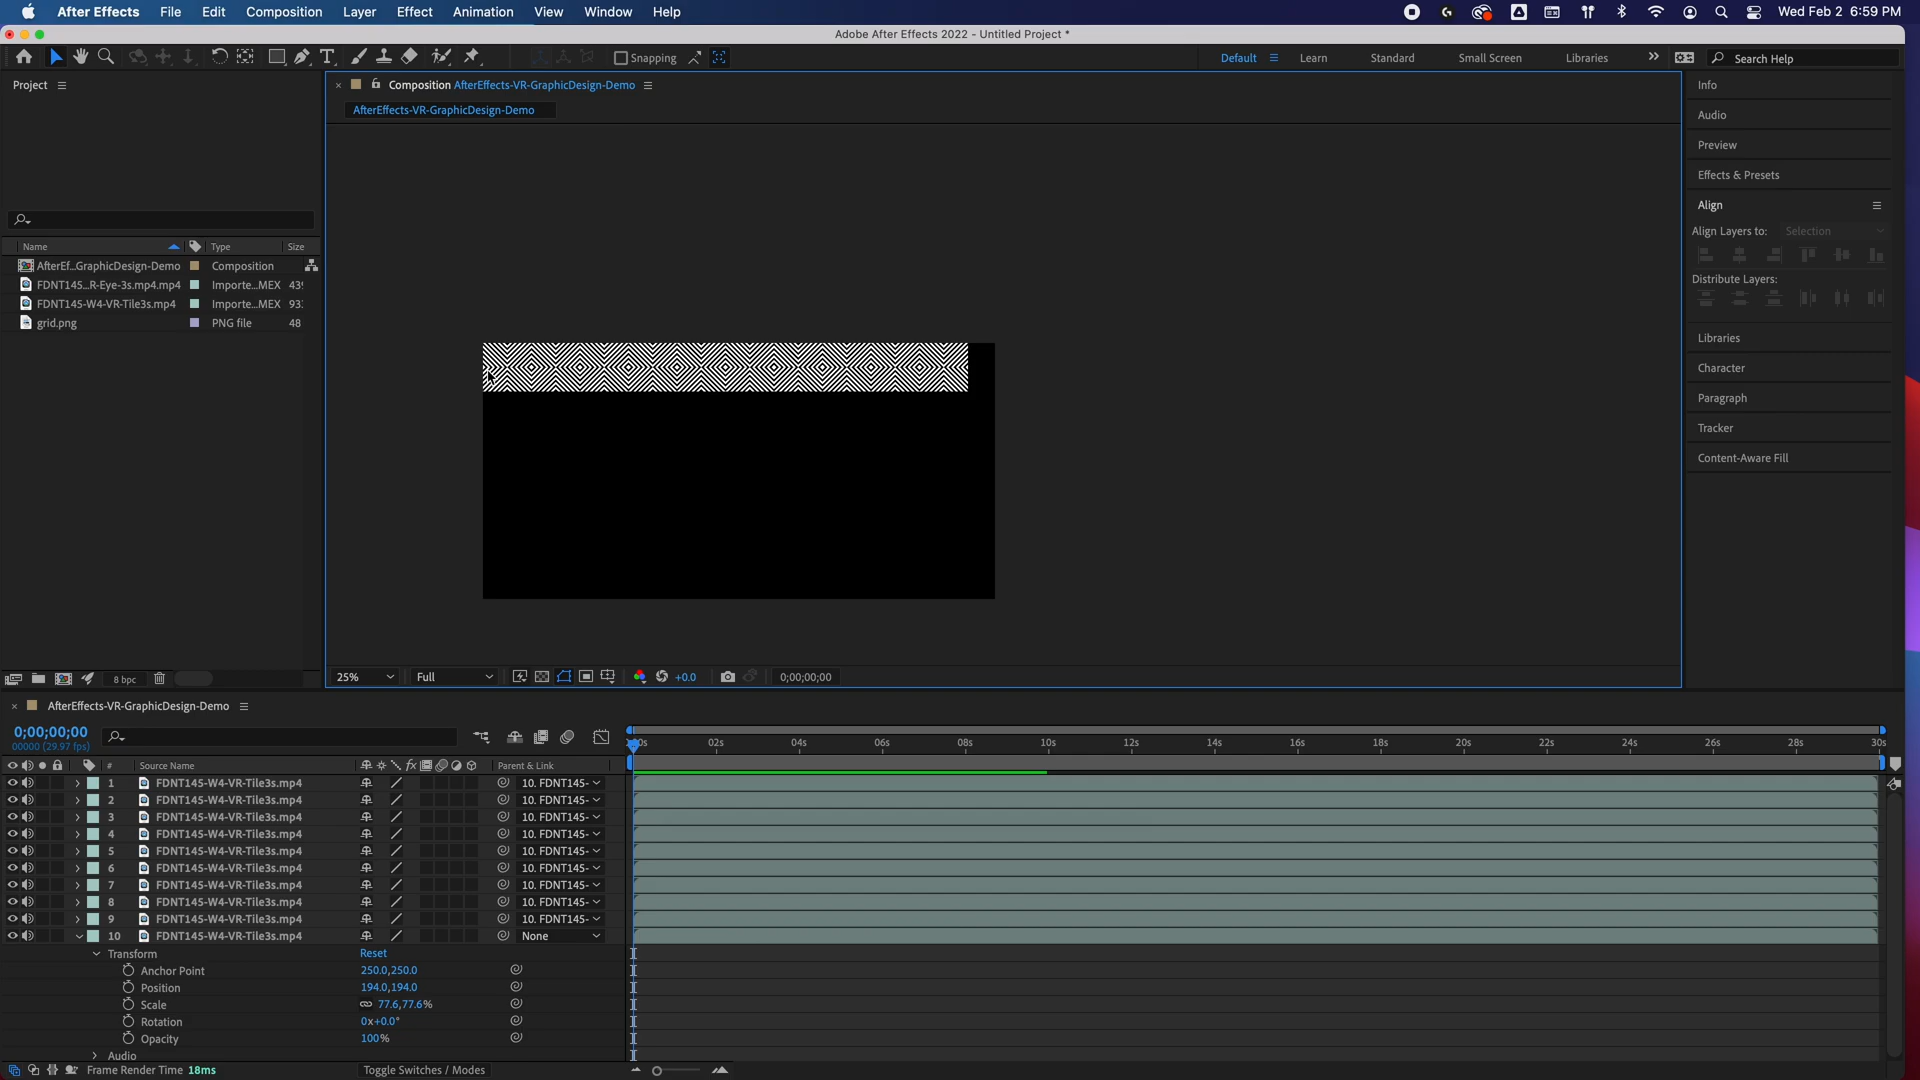 After Effects File Edit Composition Layer Effect Animation View Window Help Wed Feb 2 6:59 PM
Adobe After Effects 2022 - Untitled Project *
Snapping Default Learn Standard Small Screen Libraries Search Help
Project
Composition AfterEffects-VR-GraphicDesign-Demo
AfterEffects-VR-GraphicDesign-Demo
Info
Audio
Preview
Effects & Presets
Align
Align Layers to: Selection
Distribute Layers:
Libraries
Character
Paragraph
Tracker
Content-Aware Fill
Name Type Size
AfterEf...GraphicDesign-Demo Composition
FDNT145...R-Eye-3s.mp4.mp4 Importe...MEX 43
FDNT145-W4-VR-Tile3s.mp4 Importe...MEX 93
grid.png PNG file 48
8 bpc
25% Full +0.0 0;00;00;00
AfterEffects-VR-GraphicDesign-Demo
0;00;00;00
00000 (29.97 fps)
02s 04s 06s 08s 10s 12s 14s 16s 18s 20s 22s 24s 26s 28s 30s
# Source Name fx Parent & Link
1 FDNT145-W4-VR-Tile3s.mp4 10. FDNT145-
2 FDNT145-W4-VR-Tile3s.mp4 10. FDNT145-
3 FDNT145-W4-VR-Tile3s.mp4 10. FDNT145-
4 FDNT145-W4-VR-Tile3s.mp4 10. FDNT145-
5 FDNT145-W4-VR-Tile3s.mp4 10. FDNT145-
6 FDNT145-W4-VR-Tile3s.mp4 10. FDNT145-
7 FDNT145-W4-VR-Tile3s.mp4 10. FDNT145-
8 FDNT145-W4-VR-Tile3s.mp4 10. FDNT145-
9 FDNT145-W4-VR-Tile3s.mp4 10. FDNT145-
10 FDNT145-W4-VR-Tile3s.mp4 None
Transform Reset
Anchor Point 250.0,250.0
Position 194.0,194.0
Scale 77.6,77.6%
Rotation 0x+0.0°
Opacity 100%
Audio
Frame Render Time 18ms Toggle Switches / Modes